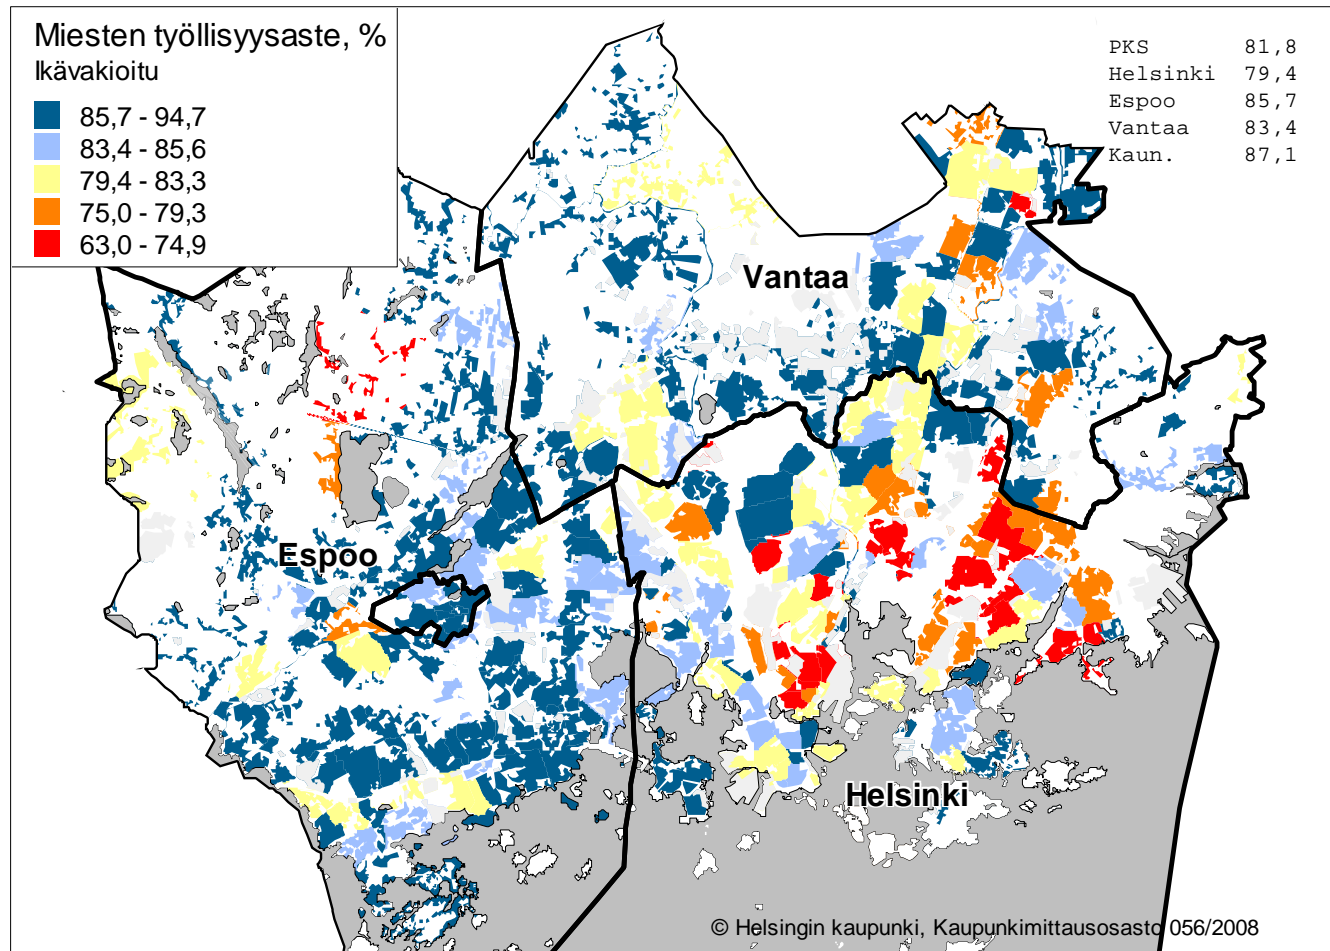 Miesten työllisyysaste, %
Ikävakioitu
85,7 - 94,7
83,4 - 85,6
79,4 - 83,3
75,0 - 79,3
63,0 - 74,9
PKS 81,8
Helsinki 79,4
Espoo 85,7
Vantaa 83,4
Kaun. 87,1
Vantaa
Espoo
Helsinki
© Helsingin kaupunki, Kaupunkimittausosasto 056/2008